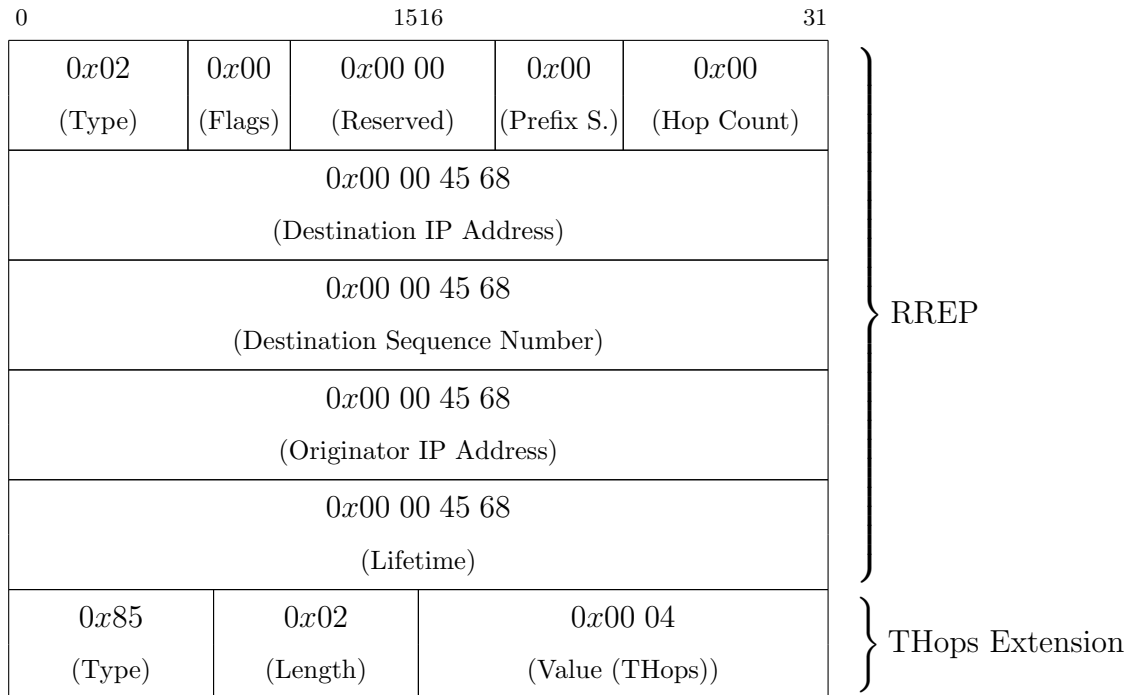 0 1516 31
0x02 0x00 0x00 00 0x00 0x00
(Type) (Flags) (Reserved) (Prefix S.) (Hop Count)
0x00 00 45 68
(Destination IP Address)
0x00 00 45 68
(Destination Sequence Number)
RREP
0x00 00 45 68
(Originator IP Address)
0x00 00 45 68
(Lifetime)
0x85 0x02 0x00 04
(Type) (Length) (Value (THops))
THops Extension